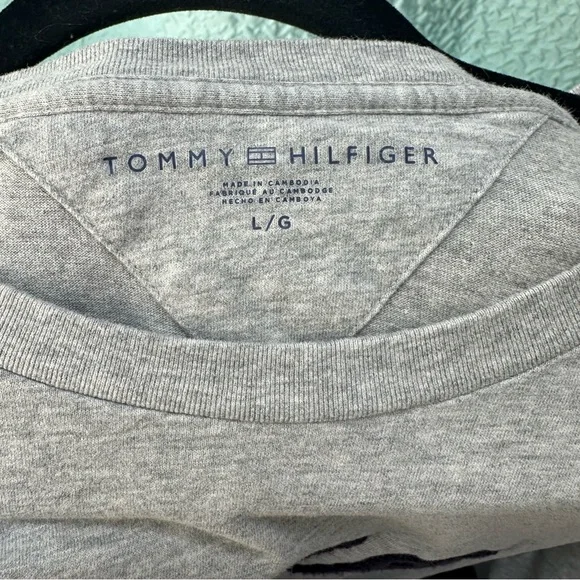 TOMMY HILFIGER
MADE IN CAMBODIA
FABRIQUÉ AU CAMBODGE
HECHO EN CAMBOYA
L/G